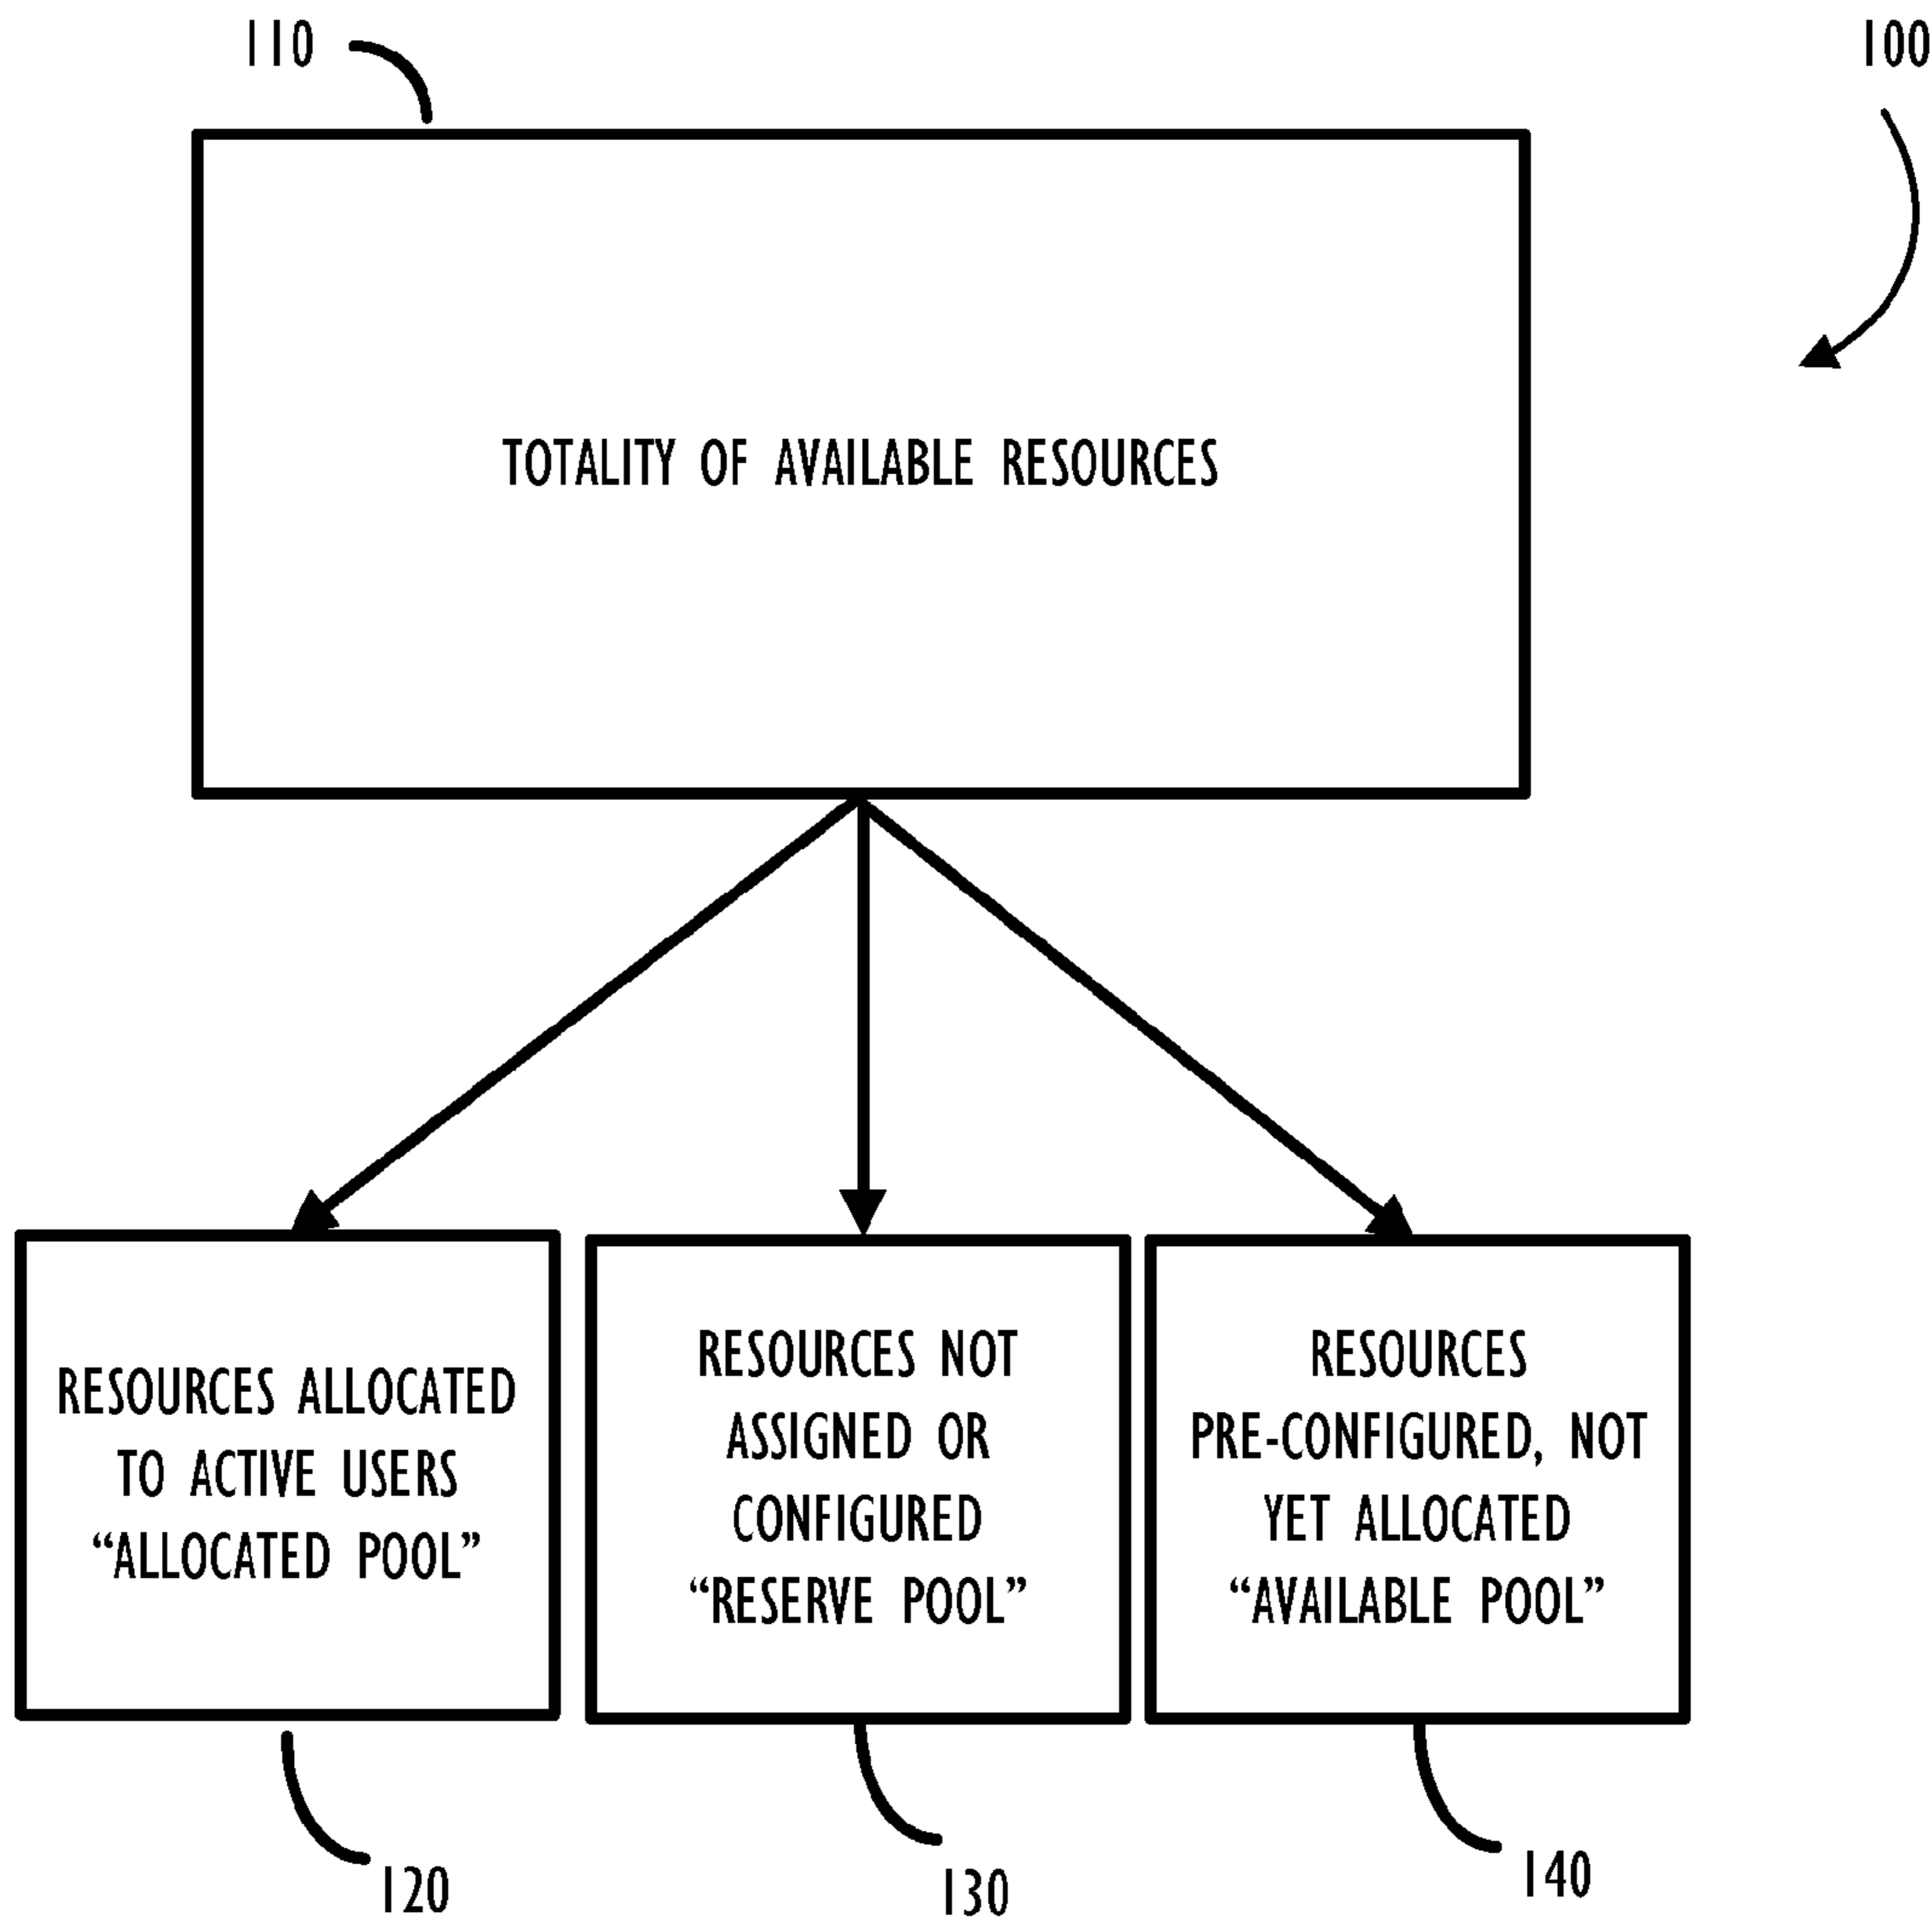 110
100
TOTALITY OF AVAILABLE RESOURCES
RESOURCES ALLOCATED
TO ACTIVE USERS
“ALLOCATED POOL”
RESOURCES NOT
ASSIGNED OR
CONFIGURED
“RESERVE POOL”
RESOURCES
PRE-CONFIGURED, NOT
YET ALLOCATED
“AVAILABLE POOL”
120
130
140